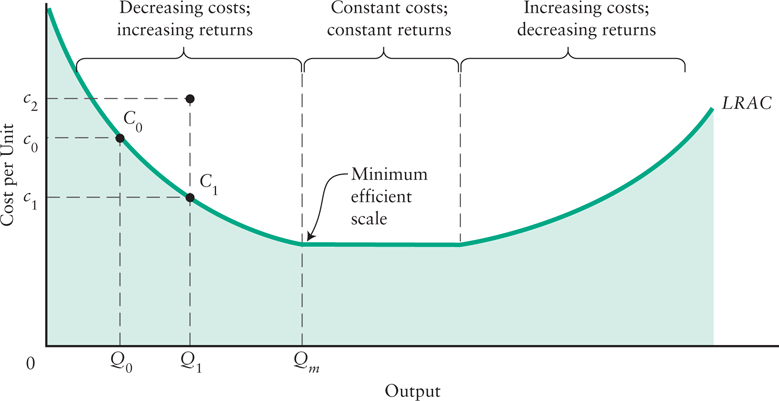 Decreasing costs;
increasing returns
Constant costs;
constant returns
Increasing costs;
decreasing returns
LRAC
Cost per Unit
c2
c0
c1
C0
C1
Minimum
efficient
scale
0
Q0
Q1
Qm
Output